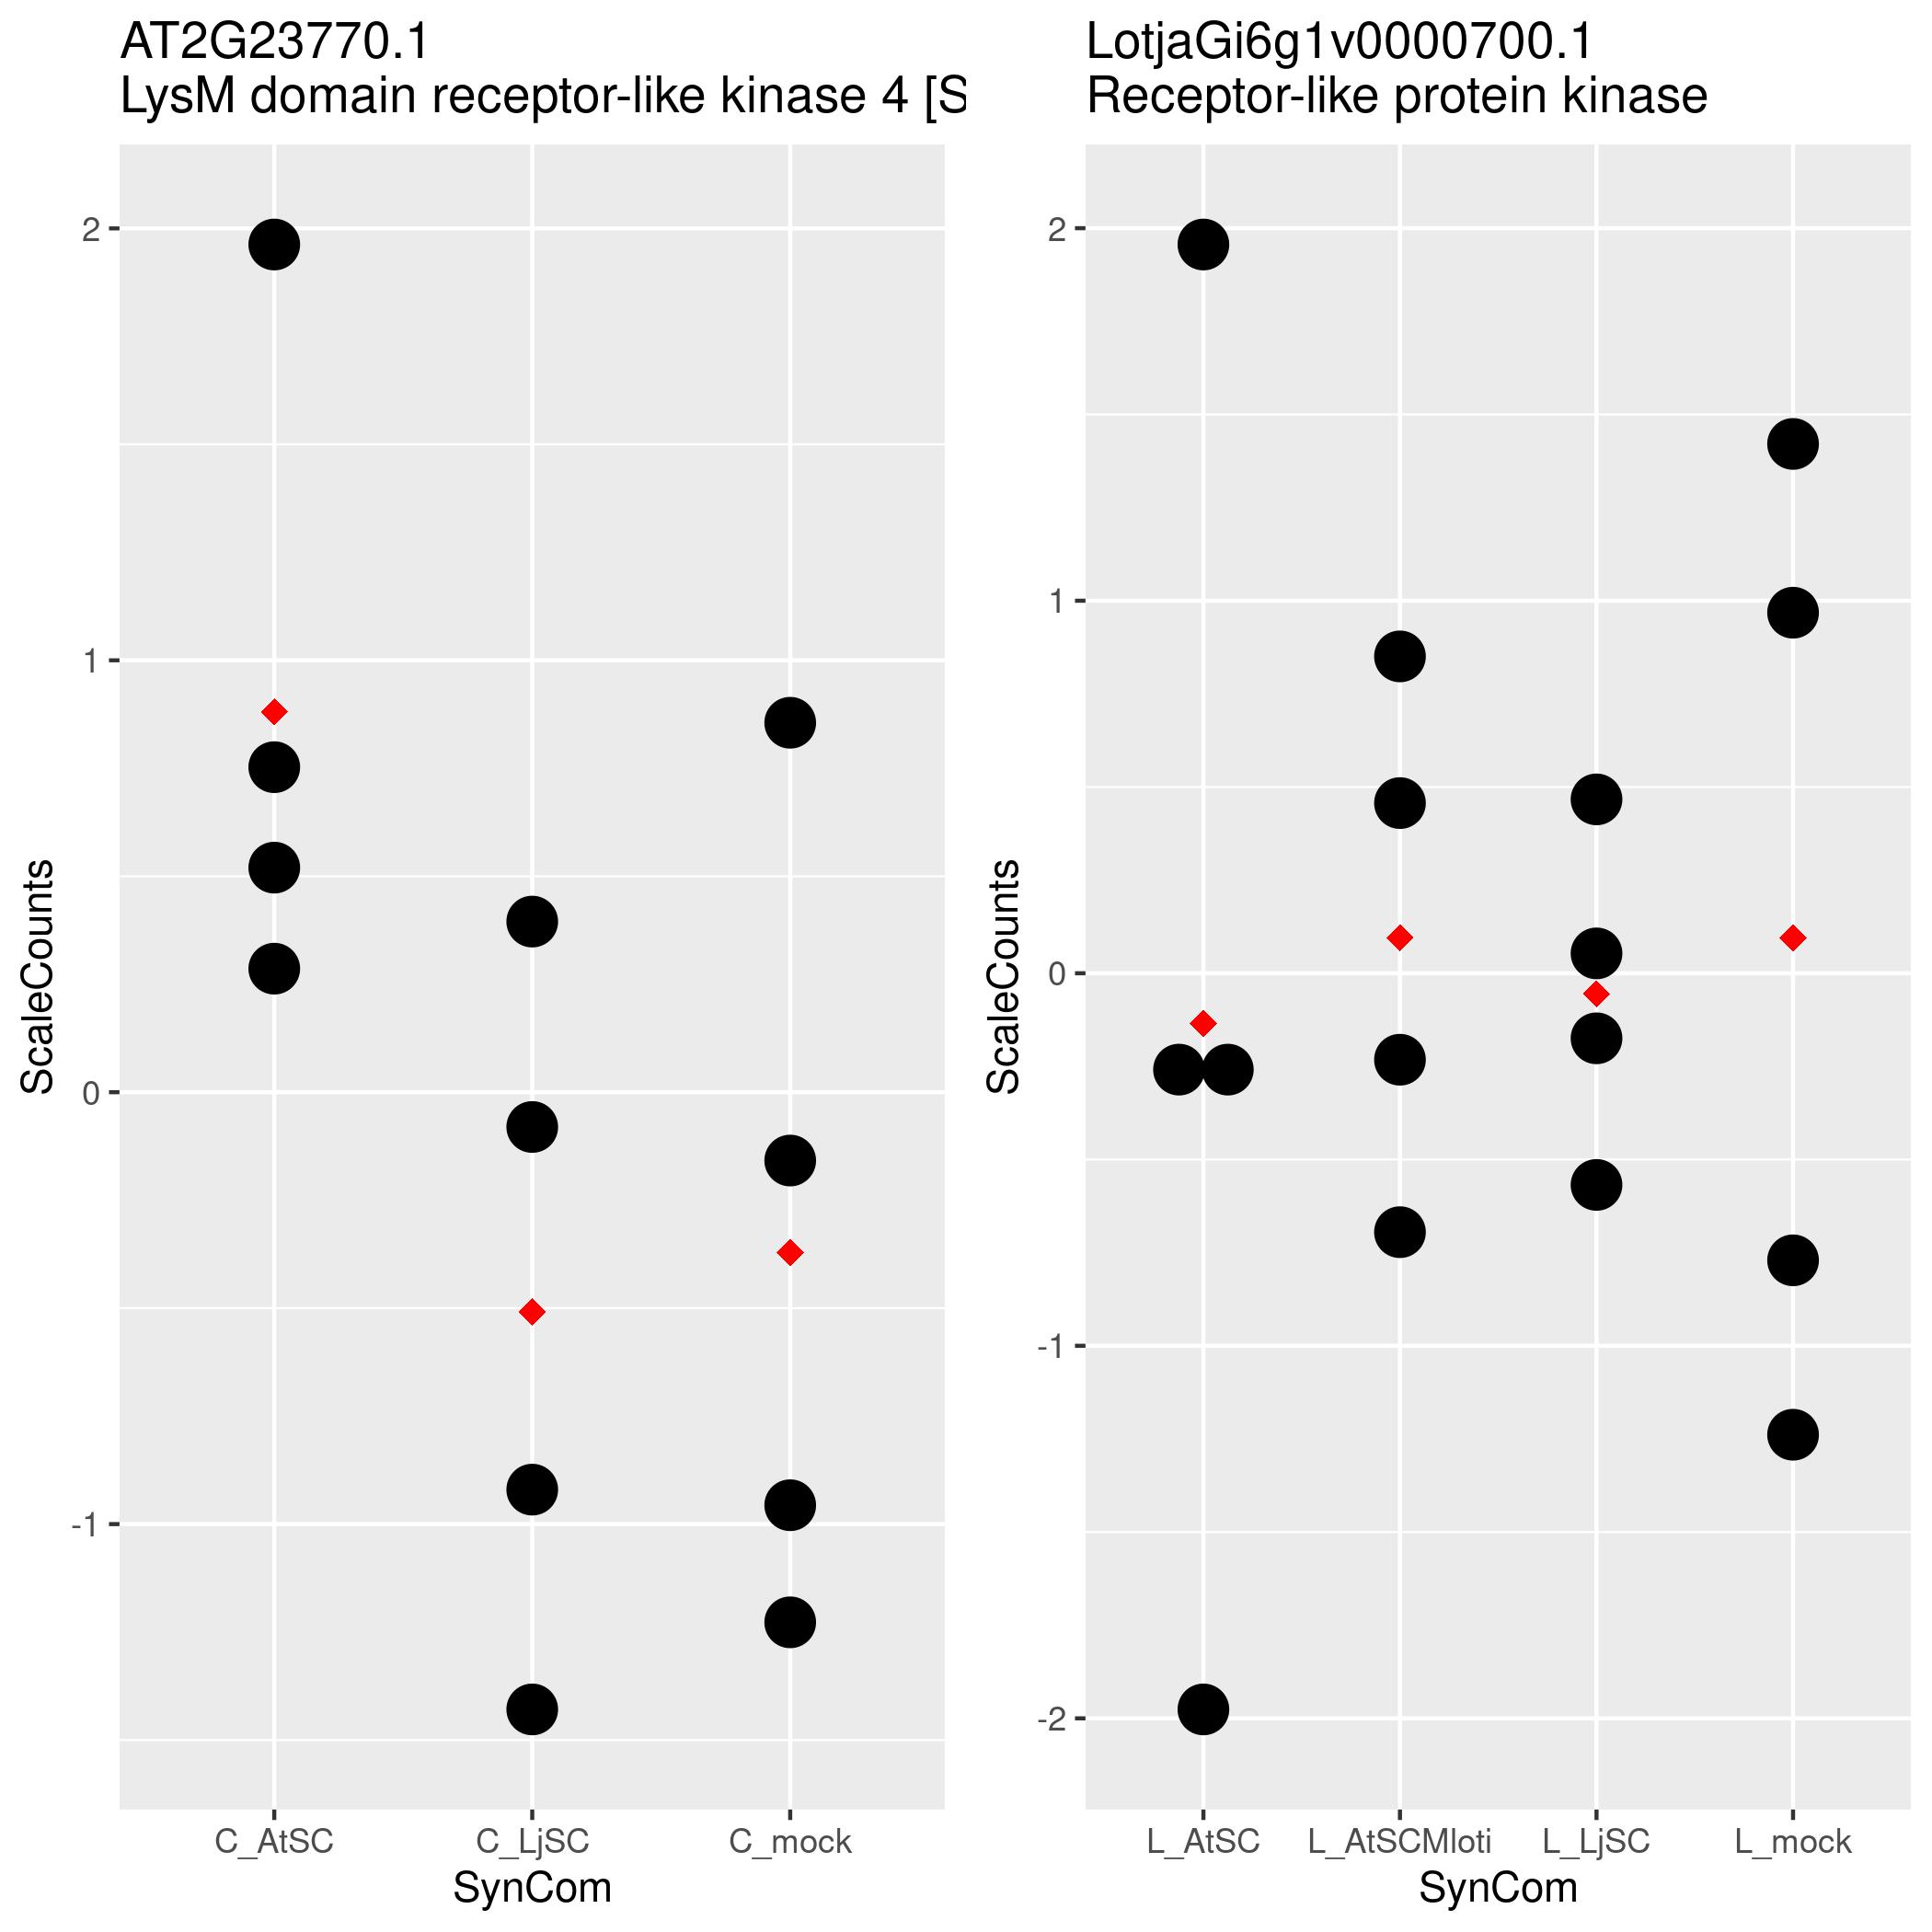 AT2G23770.1
LysM domain receptor-like kinase 4 [S
ScaleCounts
2
1
0
-1
C_AtSC
C_LjSC
C_mock
SynCom
LotjaGi6g1v0000700.1
Receptor-like protein kinase
ScaleCounts
2
1
0
-1
-2
L_AtSC
L_AtSCMloti
L_LjSC
L_mock
SynCom